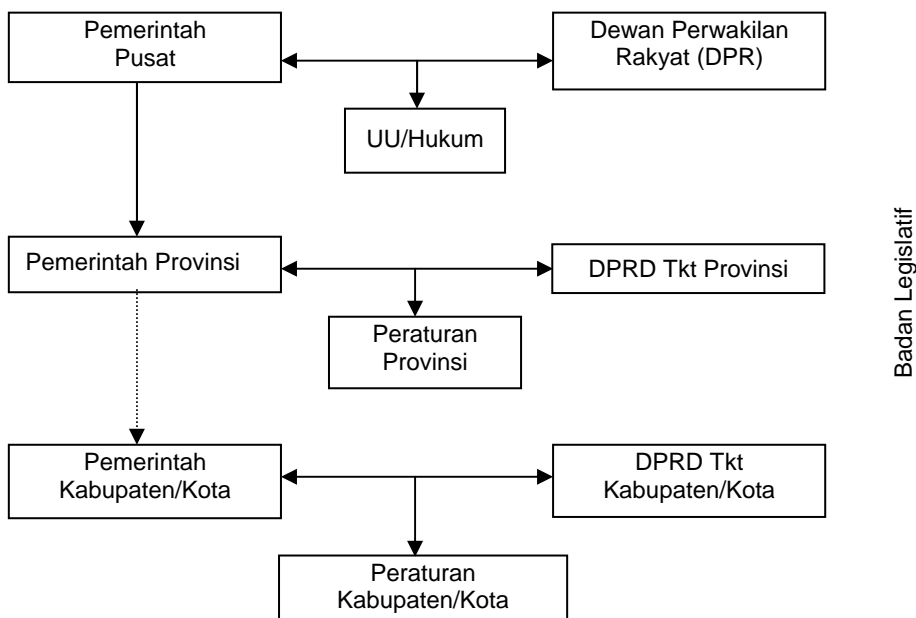 Pemerintah
Pusat
Dewan Perwakilan
Rakyat (DPR)
UU/Hukum
Pemerintah Provinsi
DPRD Tkt Provinsi
Peraturan
Provinsi
Pemerintah
Kabupaten/Kota
DPRD Tkt
Kabupaten/Kota
Peraturan
Kabupaten/Kota
Badan Legislatif